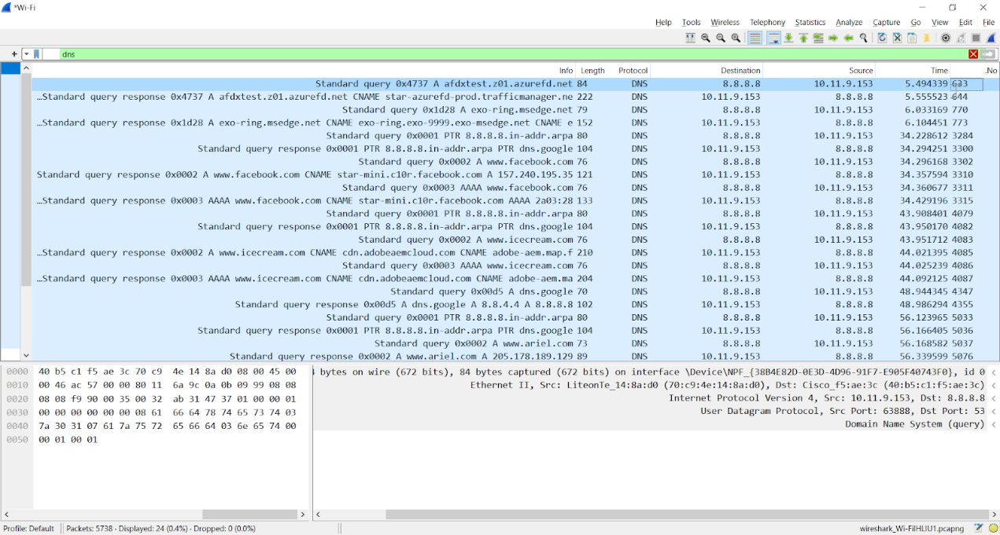 *Wi-Fi
Help Tools Wireless Telephony Statistics Analyze Capture Go View Edit File
dns
Info Length Protocol Destination Source Time .No
Standard query 0x4737 A afdxtest.z01.azurefd.net 84 DNS 8.8.8.8 10.11.9.153 5.494339 633
...Standard query response 0x4737 A afdxtest.z01.azurefd.net CNAME star-azurefd-prod.trafficmanager.ne 222 DNS 10.11.9.153 8.8.8.8 5.555523 644
Standard query 0x1d28 A exo-ring.msedge.net 79 DNS 8.8.8.8 10.11.9.153 6.033169 770
...Standard query response 0x1d28 A exo-ring.msedge.net CNAME exo-ring.exo-9999.exo-msedge.net CNAME e 152 DNS 10.11.9.153 8.8.8.8 6.104451 773
Standard query 0x0001 PTR 8.8.8.8.in-addr.arpa 80 DNS 8.8.8.8 10.11.9.153 34.228612 3284
Standard query response 0x0001 PTR 8.8.8.8.in-addr.arpa PTR dns.google 104 DNS 10.11.9.153 8.8.8.8 34.294251 3300
Standard query 0x0002 A www.facebook.com 76 DNS 8.8.8.8 10.11.9.153 34.296168 3302
Standard query response 0x0002 A www.facebook.com CNAME star-mini.c10r.facebook.com A 157.240.195.35 121 DNS 10.11.9.153 8.8.8.8 34.357594 3310
Standard query 0x0003 AAAA www.facebook.com 76 DNS 8.8.8.8 10.11.9.153 34.360677 3311
...Standard query response 0x0003 AAAA www.facebook.com CNAME star-mini.c10r.facebook.com AAAA 2a03:28 133 DNS 10.11.9.153 8.8.8.8 34.429196 3315
Standard query 0x0001 PTR 8.8.8.8.in-addr.arpa 80 DNS 8.8.8.8 10.11.9.153 43.908401 4079
Standard query response 0x0001 PTR 8.8.8.8.in-addr.arpa PTR dns.google 104 DNS 10.11.9.153 8.8.8.8 43.950170 4082
Standard query 0x0002 A www.icecream.com 76 DNS 8.8.8.8 10.11.9.153 43.951712 4083
...Standard query response 0x0002 A www.icecream.com CNAME cdn.adobeaemcloud.com CNAME adobe-aem.map.f 210 DNS 10.11.9.153 8.8.8.8 44.021395 4085
Standard query 0x0003 AAAA www.icecream.com 76 DNS 8.8.8.8 10.11.9.153 44.025239 4086
...Standard query response 0x0003 AAAA www.icecream.com CNAME cdn.adobeaemcloud.com CNAME adobe-aem.ma 204 DNS 10.11.9.153 8.8.8.8 44.092125 4087
Standard query 0x00d5 A dns.google 70 DNS 8.8.8.8 10.11.9.153 48.944345 4347
Standard query response 0x00d5 A dns.google A 8.8.4.4 A 8.8.8.8 102 DNS 10.11.9.153 8.8.8.8 48.986294 4355
Standard query 0x0001 PTR 8.8.8.8.in-addr.arpa 80 DNS 8.8.8.8 10.11.9.153 56.123965 5033
Standard query response 0x0001 PTR 8.8.8.8.in-addr.arpa PTR dns.google 104 DNS 10.11.9.153 8.8.8.8 56.166405 5036
Standard query 0x0002 A www.ariel.com 73 DNS 8.8.8.8 10.11.9.153 56.168582 5037
Standard query response 0x0002 A www.ariel.com A 205.178.189.129 89 DNS 10.11.9.153 8.8.8.8 56.339599 5076
0000 40 b5 c1 f5 ae 3c 70 c9 4e 14 8a d0 08 00 45 00
0010 00 46 ac 57 00 00 80 11 6a 9c 0a 0b 09 99 08 08
0020 08 08 f9 90 00 35 00 32 ab 31 47 37 01 00 00 01
0030 00 00 00 00 00 00 08 61 66 64 78 74 65 73 74 03
0040 7a 30 31 07 61 7a 75 72 65 66 64 03 6e 65 74 00
0050 00 01 00 01
bytes on wire (672 bits), 84 bytes captured (672 bits) on interface \Device\NPF_{38B4E82D-0E3D-4D96-91F7-E905F40743F0}, id 0
Ethernet II, Src: LiteonTe_14:8a:d0 (70:c9:4e:14:8a:d0), Dst: Cisco_f5:ae:3c (40:b5:c1:f5:ae:3c)
Internet Protocol Version 4, Src: 10.11.9.153, Dst: 8.8.8.8
User Datagram Protocol, Src Port: 63888, Dst Port: 53
Domain Name System (query)
Profile: Default Packets: 5738 · Displayed: 24 (0.4%) · Dropped: 0 (0.0%) wireshark_Wi-FiIHLIU1.pcapng